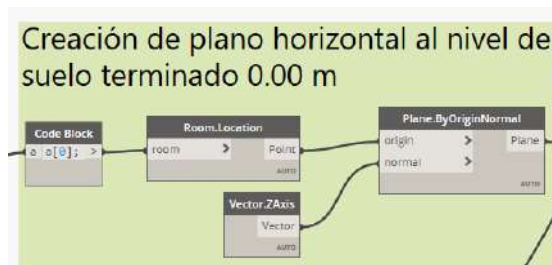 Creación de plano horizontal al nivel de
suelo terminado 0.00 m
Code Block
a a[0]; >
Room.Location
room > Point
AUTO
Vector.ZAxis
Vector
AUTO
Plane.ByOriginNormal
origin > Plane
normal >
AUTO